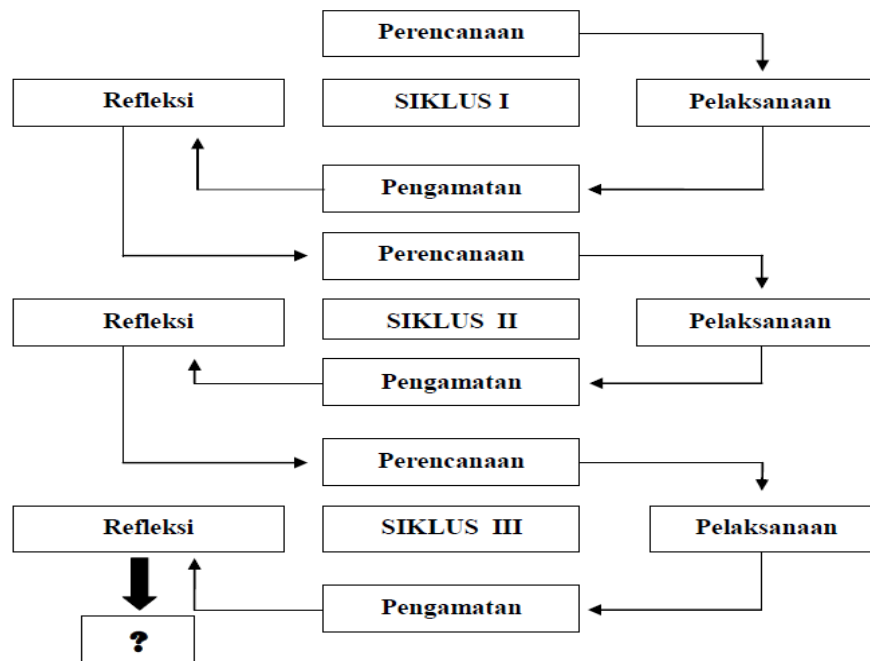 Perencanaan
Refleksi
SIKLUS I
Pelaksanaan
Pengamatan
Perencanaan
Refleksi
SIKLUS II
Pelaksanaan
Pengamatan
Perencanaan
Refleksi
SIKLUS III
Pelaksanaan
Pengamatan
?